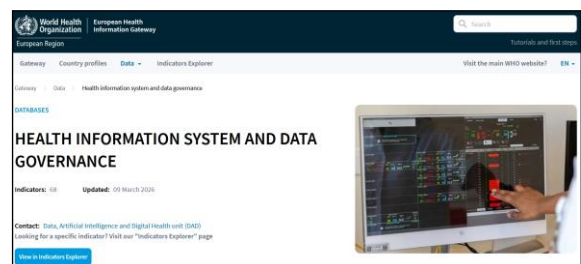 World Health
Organization
European Region
European Health
Information Gateway
Search
Tutorials and first steps
Gateway
Country profiles
Data
Indicators Explorer
Visit the main WHO website?
EN
Gateway
Data
Health information system and data governance
DATABASES
HEALTH INFORMATION SYSTEM AND DATA
GOVERNANCE
Indicators: 68
Updated: 09 March 2026
Contact: Data, Artificial Intelligence and Digital Health unit (DAD)
Looking for a specific indicator? Visit our "Indicators Explorer" page
View in Indicators Explorer